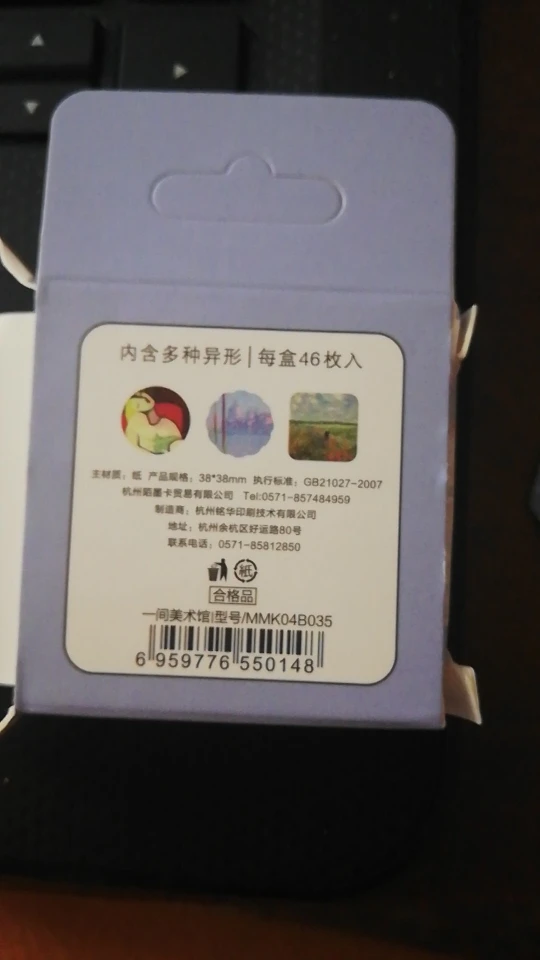 内含多种异形|每盒46枚入
主材质：纸 产品规格：38*38mm 执行标准：GB21027-2007
杭州陌墨卡贸易有限公司 Tel:0571-857484959
制造商：杭州铭华印刷技术有限公司
地址：杭州余杭区好运路80号
联系电话：0571-85812850
紙
合格品
一间美术馆|型号/MMK04B035
6 959776 550148